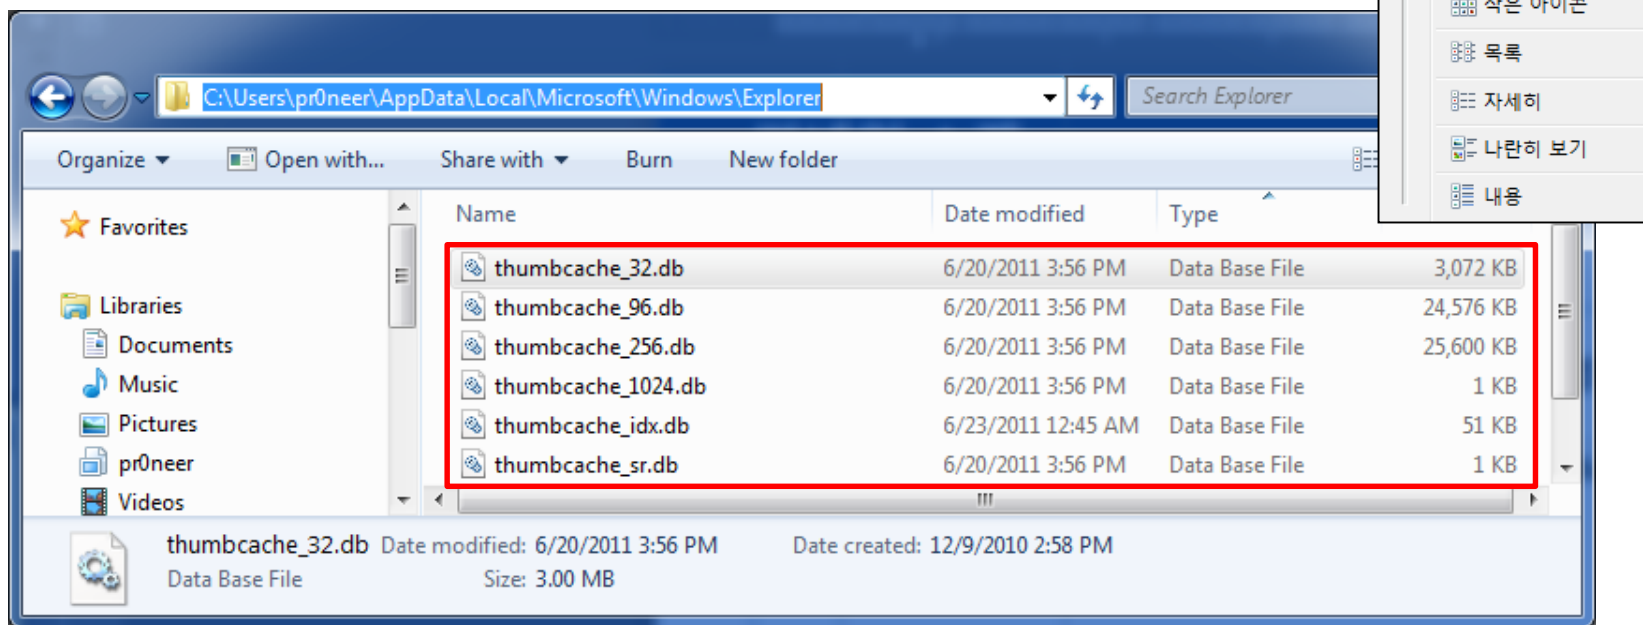 작은 아이콘
목록
자세히
나란히 보기
내용
C:\Users\pr0neer\AppData\Local\Microsoft\Windows\Explorer
Search Explorer
Organize Open with... Share with Burn New folder
Favorites
Libraries
Documents
Music
Pictures
pr0neer
Videos
Name Date modified Type
thumbcache_32.db 6/20/2011 3:56 PM Data Base File 3,072 KB
thumbcache_96.db 6/20/2011 3:56 PM Data Base File 24,576 KB
thumbcache_256.db 6/20/2011 3:56 PM Data Base File 25,600 KB
thumbcache_1024.db 6/20/2011 3:56 PM Data Base File 1 KB
thumbcache_idx.db 6/23/2011 12:45 AM Data Base File 51 KB
thumbcache_sr.db 6/20/2011 3:56 PM Data Base File 1 KB
thumbcache_32.db Date modified: 6/20/2011 3:56 PM Date created: 12/9/2010 2:58 PM
Data Base File Size: 3.00 MB